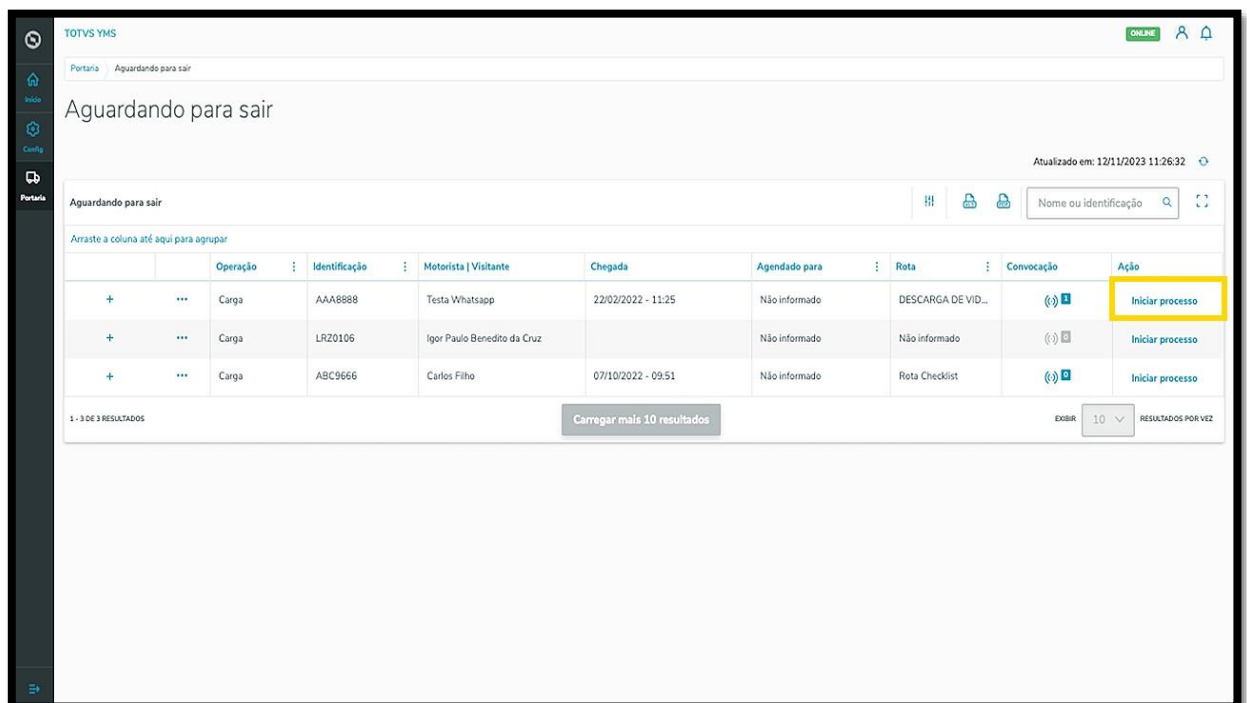 TOTVS YMS
ONLINE
Início
Config
Portaria
Portaria Aguardando para sair
Aguardando para sair
Atualizado em: 12/11/2023 11:26:32
Aguardando para sair
Nome ou identificação
Arraste a coluna até aqui para agrupar
Operação Identificação Motorista | Visitante Chegada Agendado para Rota Convocação Ação
+ ... Carga AAA8888 Testa Whatsapp 22/02/2022 - 11:25 Não informado DESCARGA DE VID... 1 Iniciar processo
+ ... Carga LRZ0106 Igor Paulo Benedito da Cruz Não informado Não informado 0 Iniciar processo
+ ... Carga ABC9666 Carlos Filho 07/10/2022 - 09:51 Não informado Rota Checklist 0 Iniciar processo
1 - 3 DE 3 RESULTADOS Carregar mais 10 resultados EXIBIR 10 RESULTADOS POR VEZ